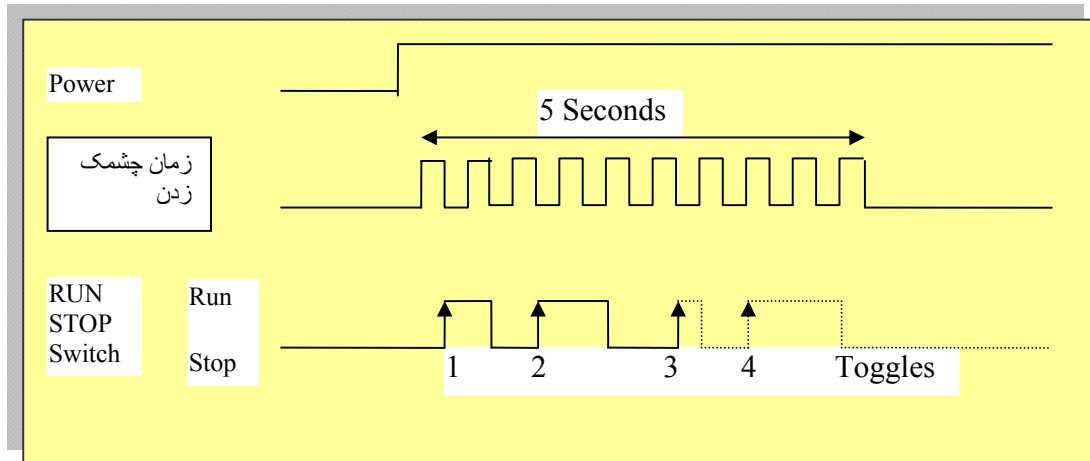 Power
5 Seconds
زمان چشمک
زدن
RUN
STOP
Switch
Run
Stop
1 2 3 4 Toggles